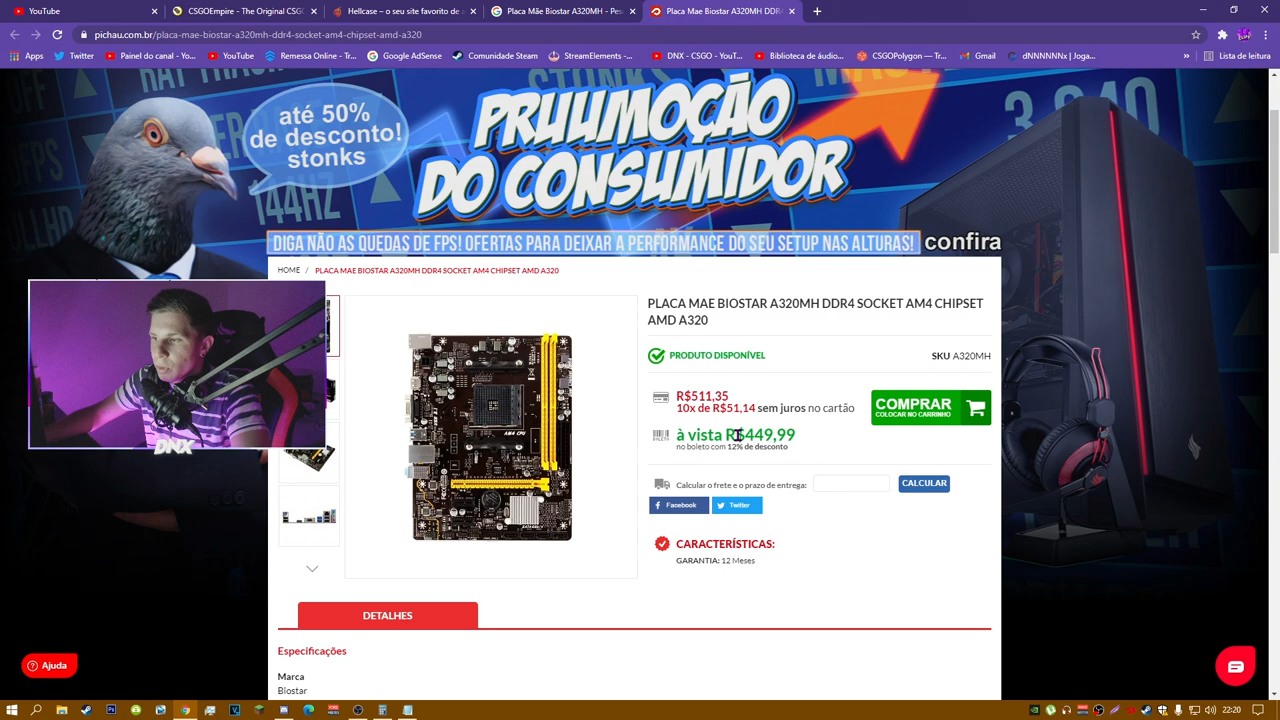 YouTube
CSGOEmpire - The Original CSGO
Hellcase - o seu site favorito de a
Placa Mãe Biostar A320MH - Pes
Placa Mae Biostar A320MH DDR4
pichau.com.br/placa-mae-biostar-a320mh-ddr4-socket-am4-chipset-amd-a320
Apps
Twitter
Painel do canal - Yo...
YouTube
Remessa Online - Tr...
Google AdSense
Comunidade Steam
StreamElements -...
DNX - CSGO - YouT...
Biblioteca de áudio...
CSGOPolygon — Tr...
Gmail
dNNNNNx | Joga...
Lista de leitura
até 50%
de desconto!
stonks
PRUUMOÇÃO
DO CONSUMIDOR
144HZ
DIGA NÃO AS QUEDAS DE FPS! OFERTAS PARA DEIXAR A PERFORMANCE DO SEU SETUP NAS ALTURAS!
confira
HOME / PLACA MAE BIOSTAR A320MH DDR4 SOCKET AM4 CHIPSET AMD A320
PLACA MAE BIOSTAR A320MH DDR4 SOCKET AM4 CHIPSET
AMD A320
PRODUTO DISPONÍVEL
SKU A320MH
R$511,35
10x de R$51,14 sem juros no cartão
COMPRAR
COLOCAR NO CARRINHO
à vista R$449,99
no boleto com 12% de desconto
BOLETO
AM4 CPU
DNX
Calcular o frete e o prazo de entrega:
CALCULAR
Facebook
Twitter
CARACTERÍSTICAS:
GARANTIA: 12 Meses
DETALHES
Especificações
Marca
Biostar
Ajuda
22:20